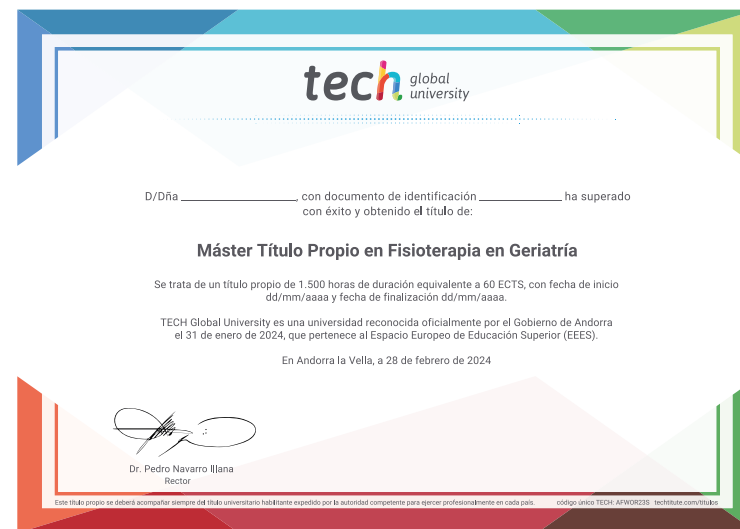 tech global university
D/Dña ____________, con documento de identificación ____________ ha superado
con éxito y obtenido el título de:
Máster Título Propio en Fisioterapia en Geriatría
Se trata de un título propio de 1.500 horas de duración equivalente a 60 ECTS, con fecha de inicio
dd/mm/aaaa y fecha de finalización dd/mm/aaaa.
TECH Global University es una universidad reconocida oficialmente por el Gobierno de Andorra
el 31 de enero de 2024, que pertenece al Espacio Europeo de Educación Superior (EEES).
En Andorra la Vella, a 28 de febrero de 2024
Dr. Pedro Navarro Illana
Rector
Este título propio se deberá acompañar siempre del título universitario habilitante expedido por la autoridad competente para ejercer profesionalmente en cada país. código único TECH: AFWOR23S techtitute.com/titulos